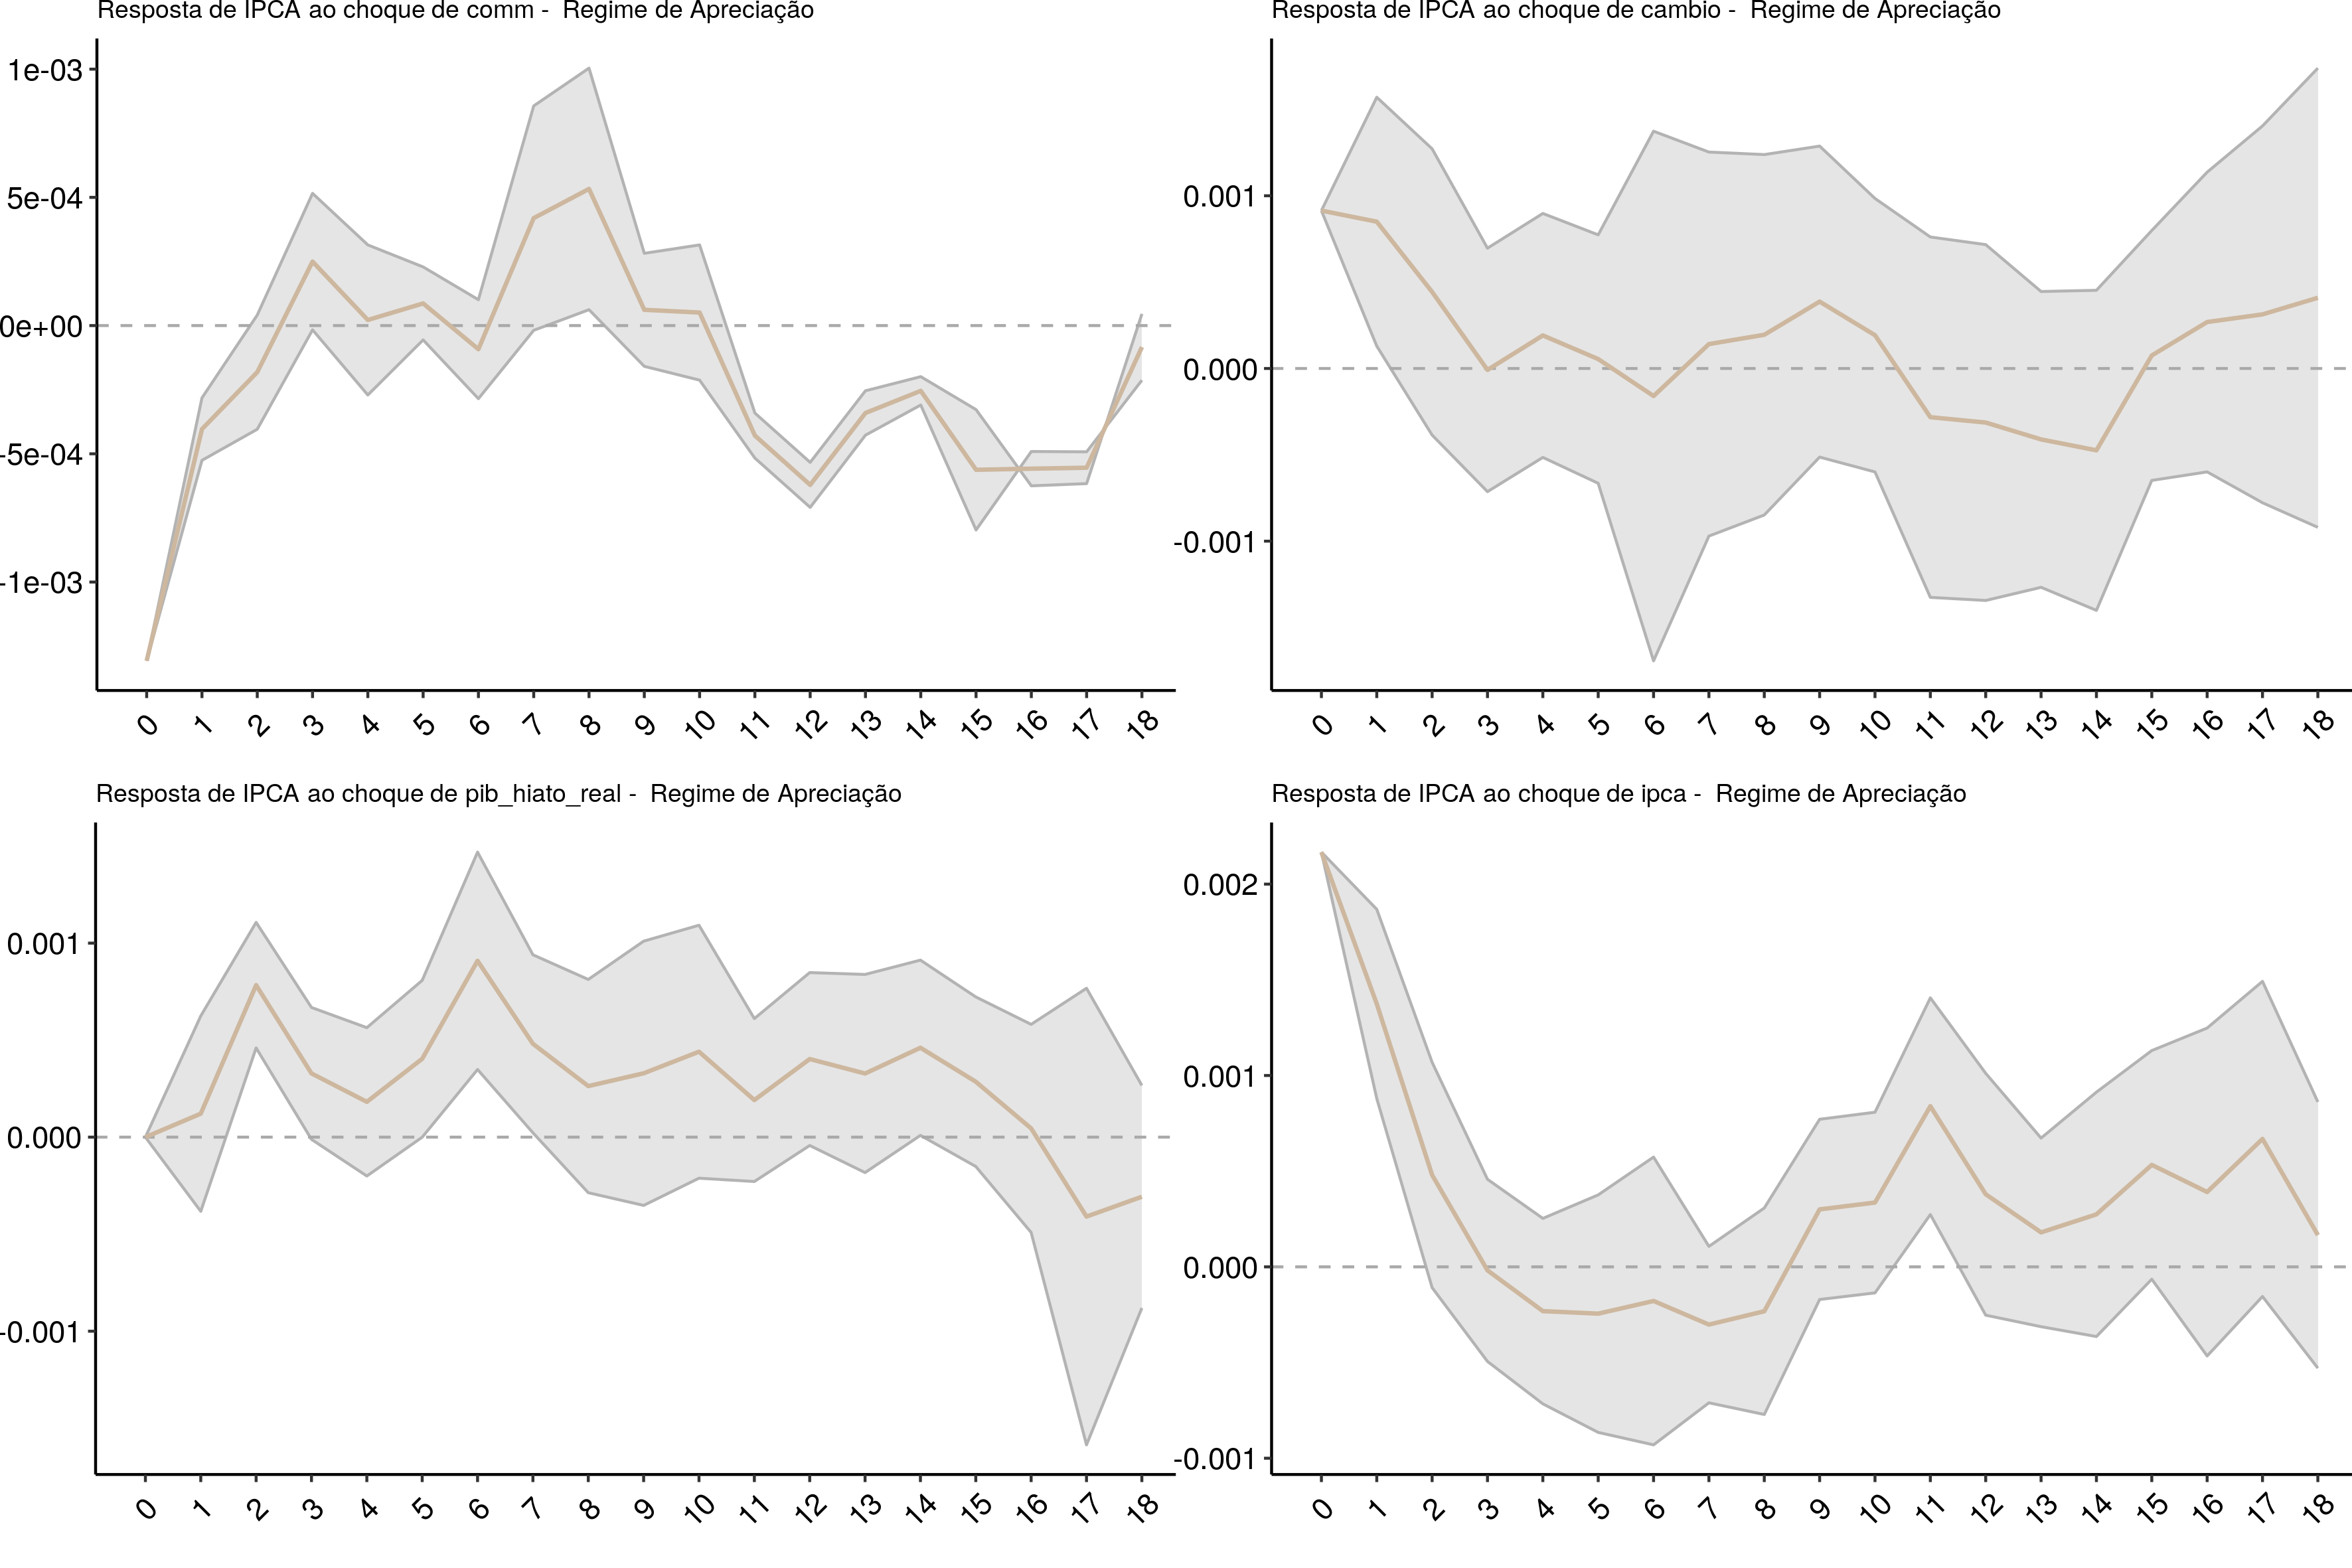 Resposta de IPCA ao choque de comm -  Regime de Apreciação
1e-03
5e-04
0e+00
-5e-04
-1e-03
0 1 2 3 4 5 6 7 8 9 10 11 12 13 14 15 16 17 18
Resposta de IPCA ao choque de cambio -  Regime de Apreciação
0.001
0.000
-0.001
0 1 2 3 4 5 6 7 8 9 10 11 12 13 14 15 16 17 18
Resposta de IPCA ao choque de pib_hiato_real -  Regime de Apreciação
0.001
0.000
-0.001
0 1 2 3 4 5 6 7 8 9 10 11 12 13 14 15 16 17 18
Resposta de IPCA ao choque de ipca -  Regime de Apreciação
0.002
0.001
0.000
-0.001
0 1 2 3 4 5 6 7 8 9 10 11 12 13 14 15 16 17 18